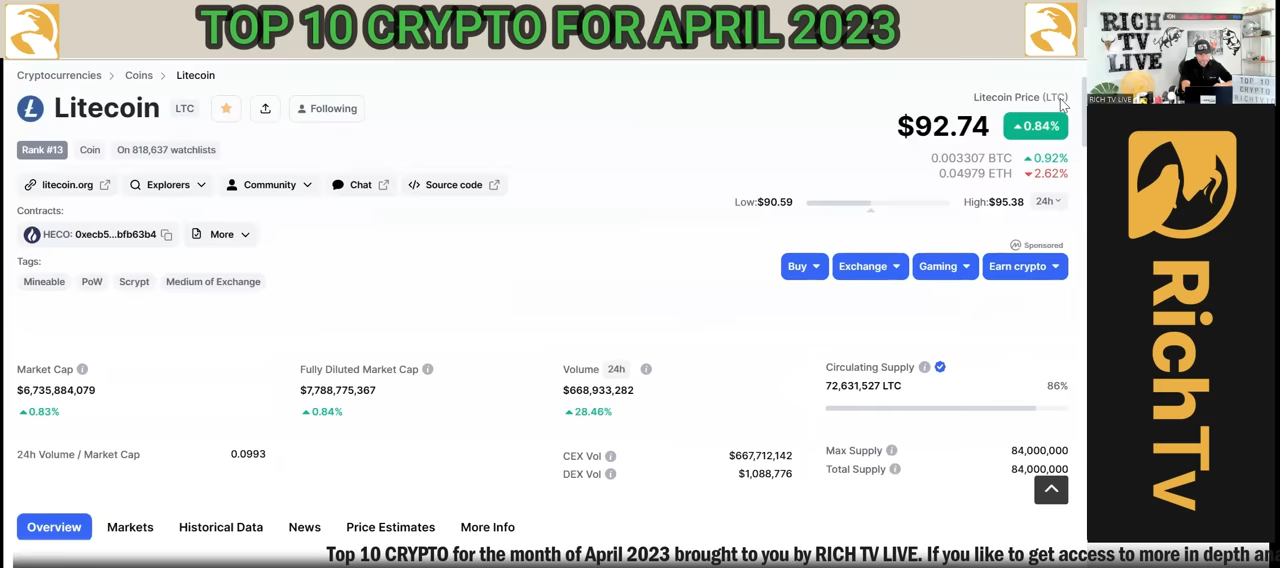 TOP 10 CRYPTO FOR APRIL 2023
RICH
TV
LIVE
TOP 10
CRYPTO
RICH TV LIVE
Cryptocurrencies > Coins > Litecoin
Litecoin LTC Following
Litecoin Price (LTC)
$92.74 0.84%
Rank #13 Coin On 818,637 watchlists
0.003307 BTC 0.92%
0.04979 ETH 2.62%
litecoin.org Explorers Community Chat Source code
Low:$90.59 High:$95.38 24h
Contracts:
HECO: 0xecb5...bfb63b4 More
Sponsored
Tags:
Buy Exchange Gaming Earn crypto
Mineable PoW Scrypt Medium of Exchange
Market Cap Fully Diluted Market Cap Volume 24h Circulating Supply
$6,735,884,079 $7,788,775,367 $668,933,282 72,631,527 LTC 86%
0.83% 0.84% 28.46%
24h Volume / Market Cap 0.0993
CEX Vol $667,712,142
DEX Vol $1,088,776
Max Supply 84,000,000
Total Supply 84,000,000
Overview Markets Historical Data News Price Estimates More Info
Top 10 CRYPTO for the month of April 2023 brought to you by RICH TV LIVE. If you like to get access to more in depth an
RichTV